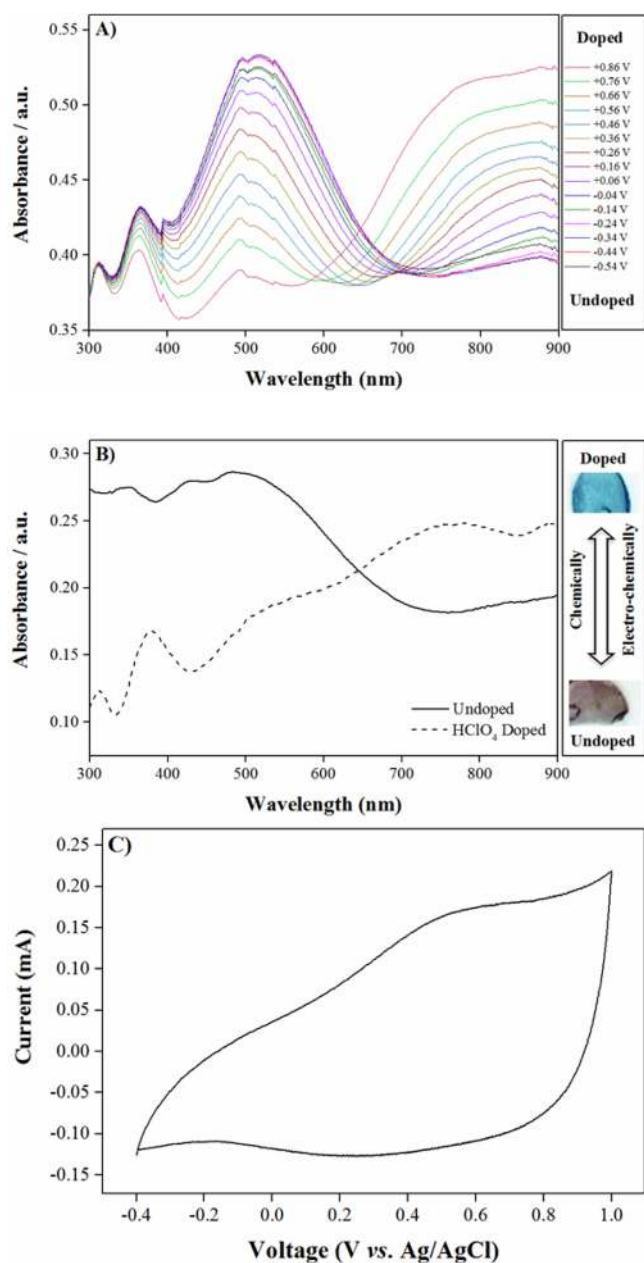 A)
Absorbance / a.u.
0.55
0.50
0.45
0.40
0.35
300 400 500 600 700 800 900
Wavelength (nm)
Doped
+0.86 V
+0.76 V
+0.66 V
+0.56 V
+0.46 V
+0.36 V
+0.26 V
+0.16 V
+0.06 V
-0.04 V
-0.14 V
-0.24 V
-0.34 V
-0.44 V
-0.54 V
Undoped
B)
Absorbance / a.u.
0.30
0.25
0.20
0.15
0.10
Undoped
HClO₄ Doped
300 400 500 600 700 800 900
Wavelength (nm)
Doped
Chemically
Electro-chemically
Undoped
C)
Current (mA)
0.25
0.20
0.15
0.10
0.05
0.00
-0.05
-0.10
-0.15
-0.4 -0.2 0.0 0.2 0.4 0.6 0.8 1.0
Voltage (V vs. Ag/AgCl)